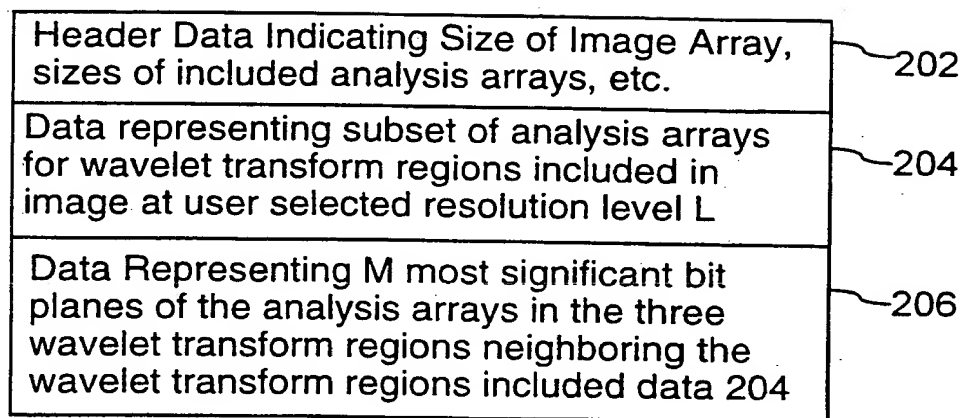 Header Data Indicating Size of Image Array,
sizes of included analysis arrays, etc.
202
Data representing subset of analysis arrays
for wavelet transform regions included in
image at user selected resolution level L
204
Data Representing M most significant bit
planes of the analysis arrays in the three
wavelet transform regions neighboring the
wavelet transform regions included data 204
206